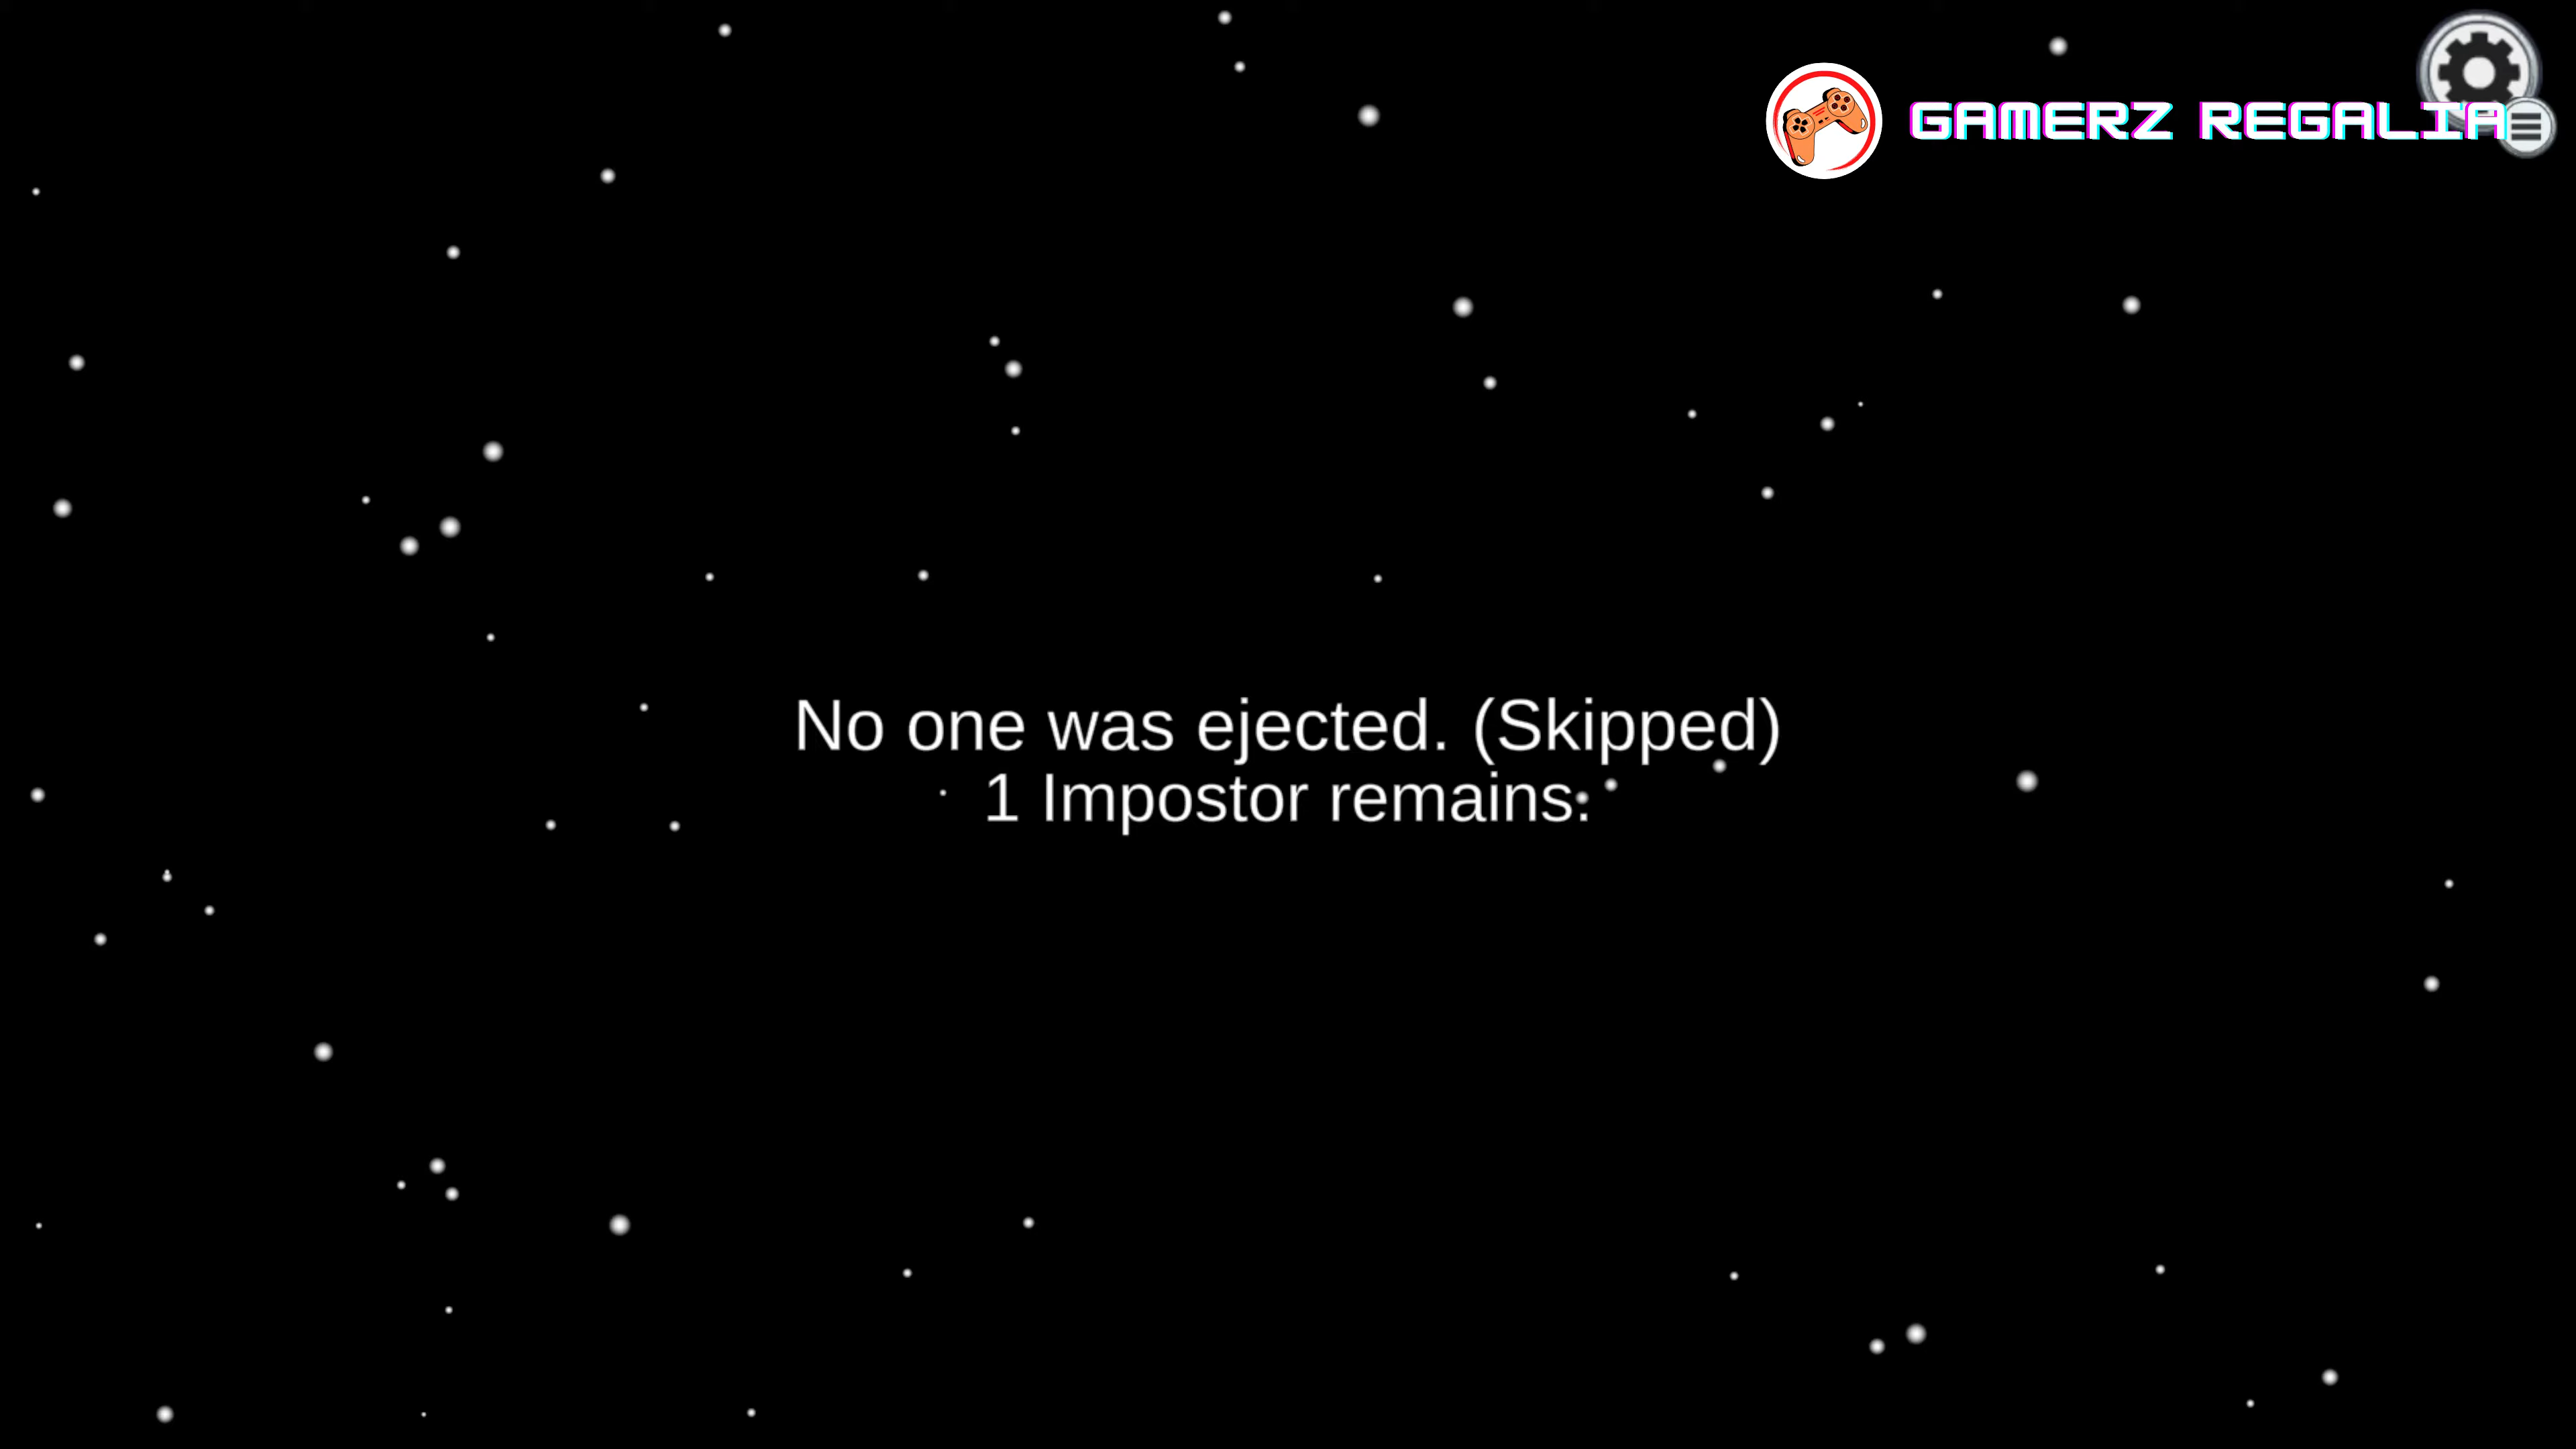 GAMERZ REGALIA
No one was ejected. (Skipped)
1 Impostor remains.